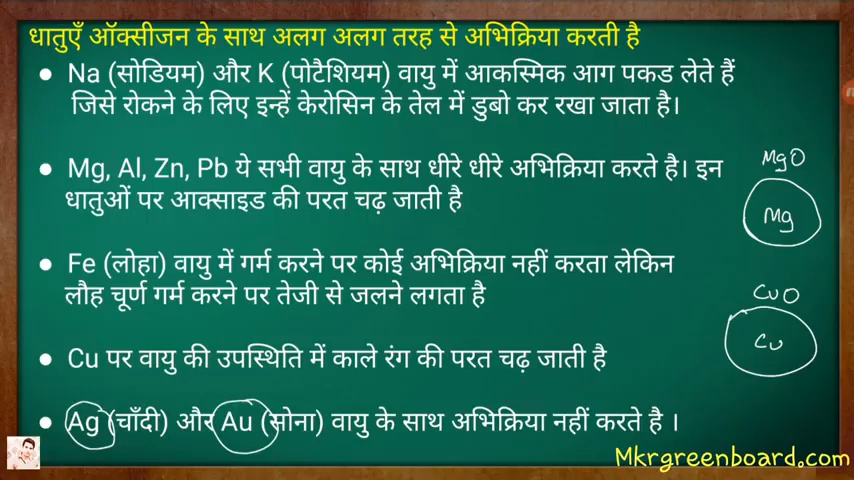 धातुएँ ऑक्सीजन के साथ अलग अलग तरह से अभिक्रिया करती है
● Na (सोडियम) और K (पोटैशियम) वायु में आकस्मिक आग पकड लेते हैं
जिसे रोकने के लिए इन्हें केरोसिन के तेल में डुबो कर रखा जाता है।
● Mg, Al, Zn, Pb ये सभी वायु के साथ धीरे धीरे अभिक्रिया करते है। इन
धातुओं पर आक्साइड की परत चढ़ जाती है
MgO
Mg
● Fe (लोहा) वायु में गर्म करने पर कोई अभिक्रिया नहीं करता लेकिन
लौह चूर्ण गर्म करने पर तेजी से जलने लगता है
CuO
Cu
● Cu पर वायु की उपस्थिति में काले रंग की परत चढ़ जाती है
● Ag (चाँदी) और Au (सोना) वायु के साथ अभिक्रिया नहीं करते है ।
Mkrgreenboard.com